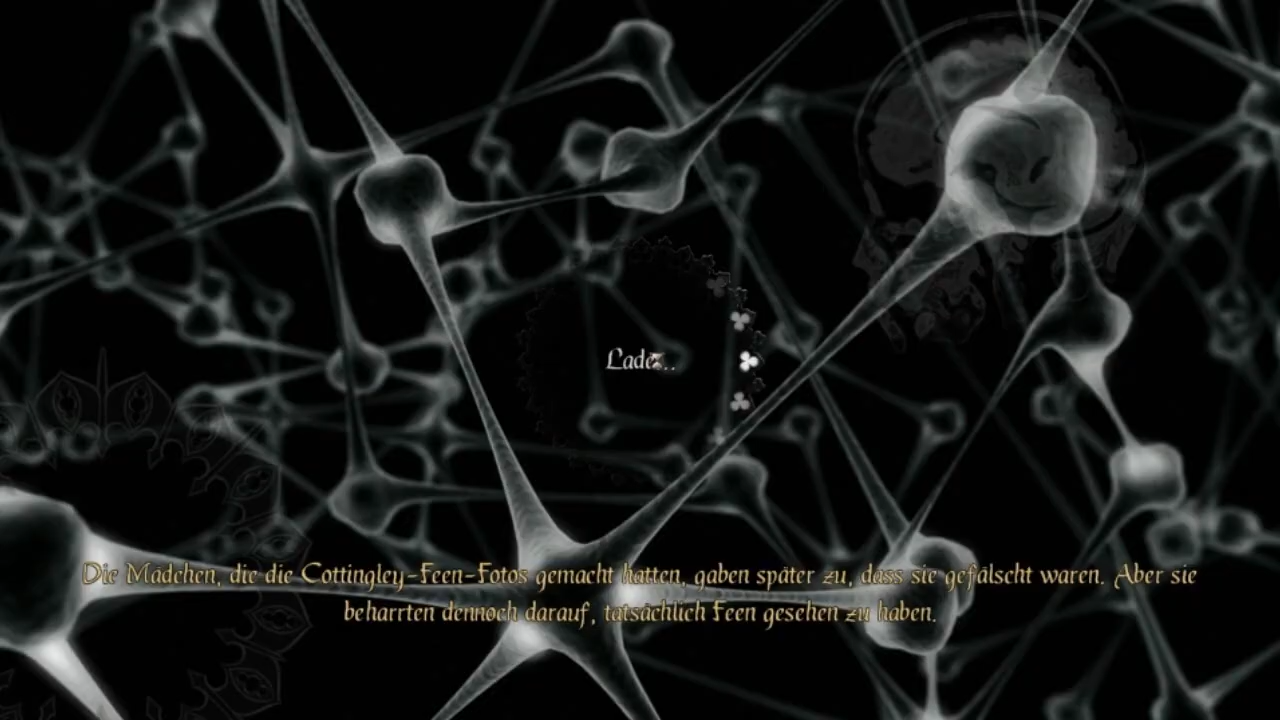 Lade...
Die Mädchen, die die Cottingley-Feen-Fotos gemacht hatten, gaben später zu, dass sie gefälscht waren. Aber sie
beharrten dennoch darauf, tatsächlich Feen gesehen zu haben.